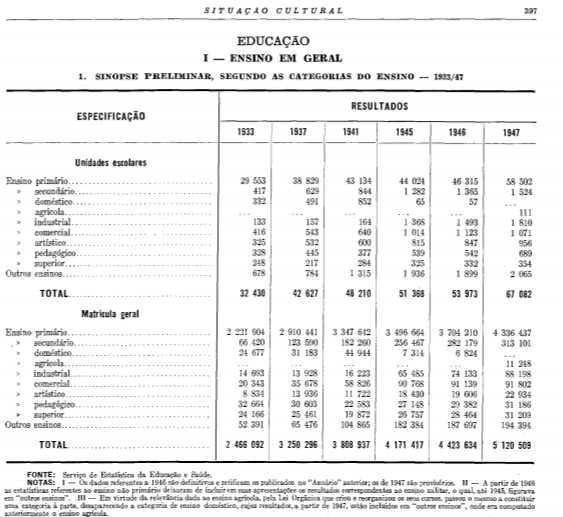 SITUAÇÃO CULTURAL 397
EDUCAÇÃO
I — ENSINO EM GERAL
1. SINOPSE PRELIMINAR, SEGUNDO AS CATEGORIAS DO ENSINO — 1933/47
ESPECIFICAÇÃO RESULTADOS
1933 1937 1941 1945 1946 1947
Unidades escolares
Ensino primário 29 553 38 829 43 134 44 024 46 315 58 502
» secundário 417 629 844 1 282 1 365 1 524
» doméstico 332 491 852 65 57 ...
» agrícola ... ... ... ... ... 111
» industrial 133 157 164 1 368 1 493 1 810
» comercial 416 543 640 1 014 1 123 1 071
» artístico 325 532 600 815 847 956
» pedagógico 328 445 377 539 542 689
» superior 248 217 284 325 332 354
Outros ensinos 678 784 1 315 1 936 1 899 2 065
TOTAL 32 430 42 627 48 210 51 368 53 973 67 082
Matrícula geral
Ensino primário 2 221 904 2 910 441 3 347 642 3 496 664 3 704 210 4 336 437
» secundário 66 420 123 590 182 260 256 467 282 179 313 101
» doméstico 24 677 31 183 44 944 7 314 6 824 ...
» agrícola ... ... ... ... ... 11 248
» industrial 14 693 13 928 16 223 65 485 74 133 88 198
» comercial 20 343 35 678 58 826 90 768 91 139 91 802
» artístico 8 834 13 936 11 722 18 430 19 606 22 934
» pedagógico 32 664 30 603 22 583 27 148 29 382 31 186
» superior 24 166 25 461 19 872 26 757 28 464 31 209
Outros ensinos 52 391 65 476 104 865 182 384 187 697 194 394
TOTAL 2 466 092 3 250 296 3 808 937 4 171 417 4 423 634 5 120 509
FONTE: Serviço de Estatística da Educação e Saúde.
NOTAS: I — Os dados referentes a 1946 são definitivos e retificam os publicados no "Anuário" anterior; os de 1947 são provisórios. II — A partir de 1946
as estatísticas referentes ao ensino não primário deixaram de incluir em suas apresentações os resultados correspondentes ao ensino militar, o qual, até 1945, figurava
em "outros ensinos". III — Em virtude da relevância dada ao ensino agrícola, pela Lei Orgânica que criou e reorganizou os seus cursos, passou o mesmo a constituir
uma categoria à parte, desaparecendo a categoria de ensino doméstico, cujos resultados, a partir de 1947, estão incluídos em "outros ensinos", onde era computado
anteriormente o ensino agrícola.